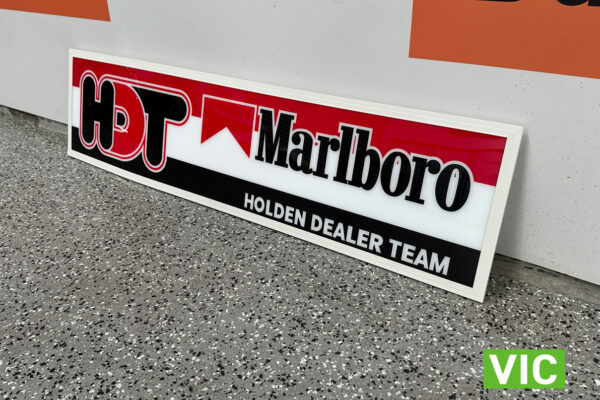 HDT Marlboro
HOLDEN DEALER TEAM
VIC